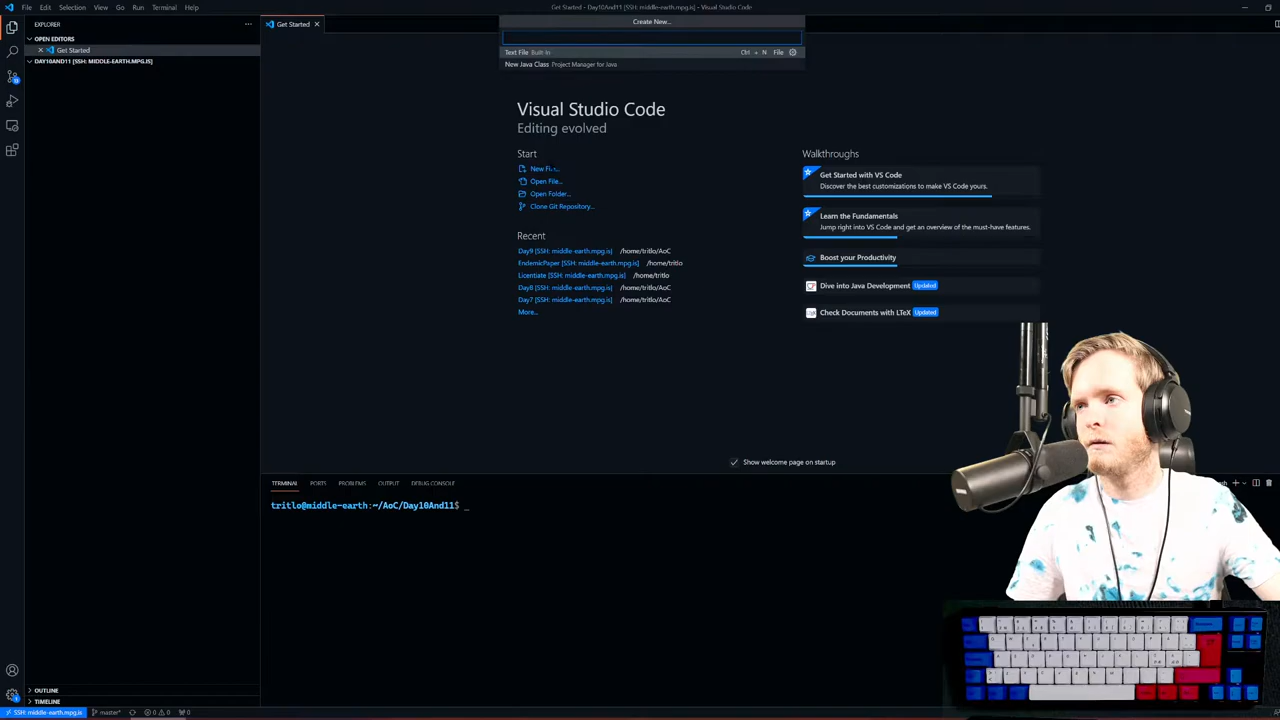 File Edit Selection View Go Run Terminal Help
Get Started - Day10And11 [SSH: middle-earth.mpg.is] - Visual Studio Code
EXPLORER
Get Started
Create New...
OPEN EDITORS
Get Started
Text File Built-In
Ctrl + N File
DAY10AND11 [SSH: MIDDLE-EARTH.MPG.IS]
New Java Class Project Manager for Java
Visual Studio Code
Editing evolved
Start
New File...
Open File...
Open Folder...
Clone Git Repository...
Recent
Day9 [SSH: middle-earth.mpg.is] /home/tritlo/AoC
EndemicPaper [SSH: middle-earth.mpg.is] /home/tritlo
Licentiate [SSH: middle-earth.mpg.is] /home/tritlo
Day8 [SSH: middle-earth.mpg.is] /home/tritlo/AoC
Day7 [SSH: middle-earth.mpg.is] /home/tritlo/AoC
More...
Walkthroughs
Get Started with VS Code
Discover the best customizations to make VS Code yours.
Learn the Fundamentals
Jump right into VS Code and get an overview of the must-have features.
Boost your Productivity
Dive into Java Development Updated
Check Documents with LTeX Updated
Show welcome page on startup
TERMINAL PORTS PROBLEMS OUTPUT DEBUG CONSOLE
tritlo@middle-earth:~/AoC/Day10And11$ _
OUTLINE
TIMELINE
SSH: middle-earth.mpg.is master* 0 0 0